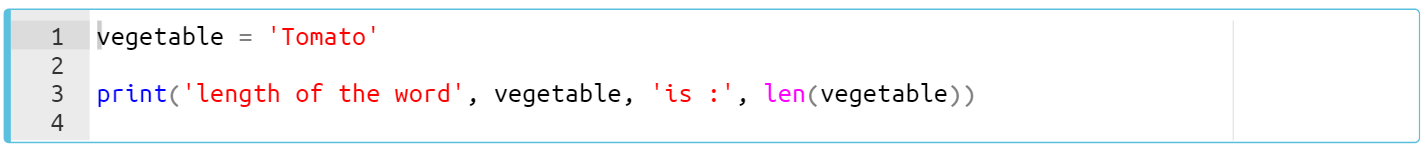 1 vegetable = 'Tomato'
2
3 print('length of the word', vegetable, 'is :', len(vegetable))
4